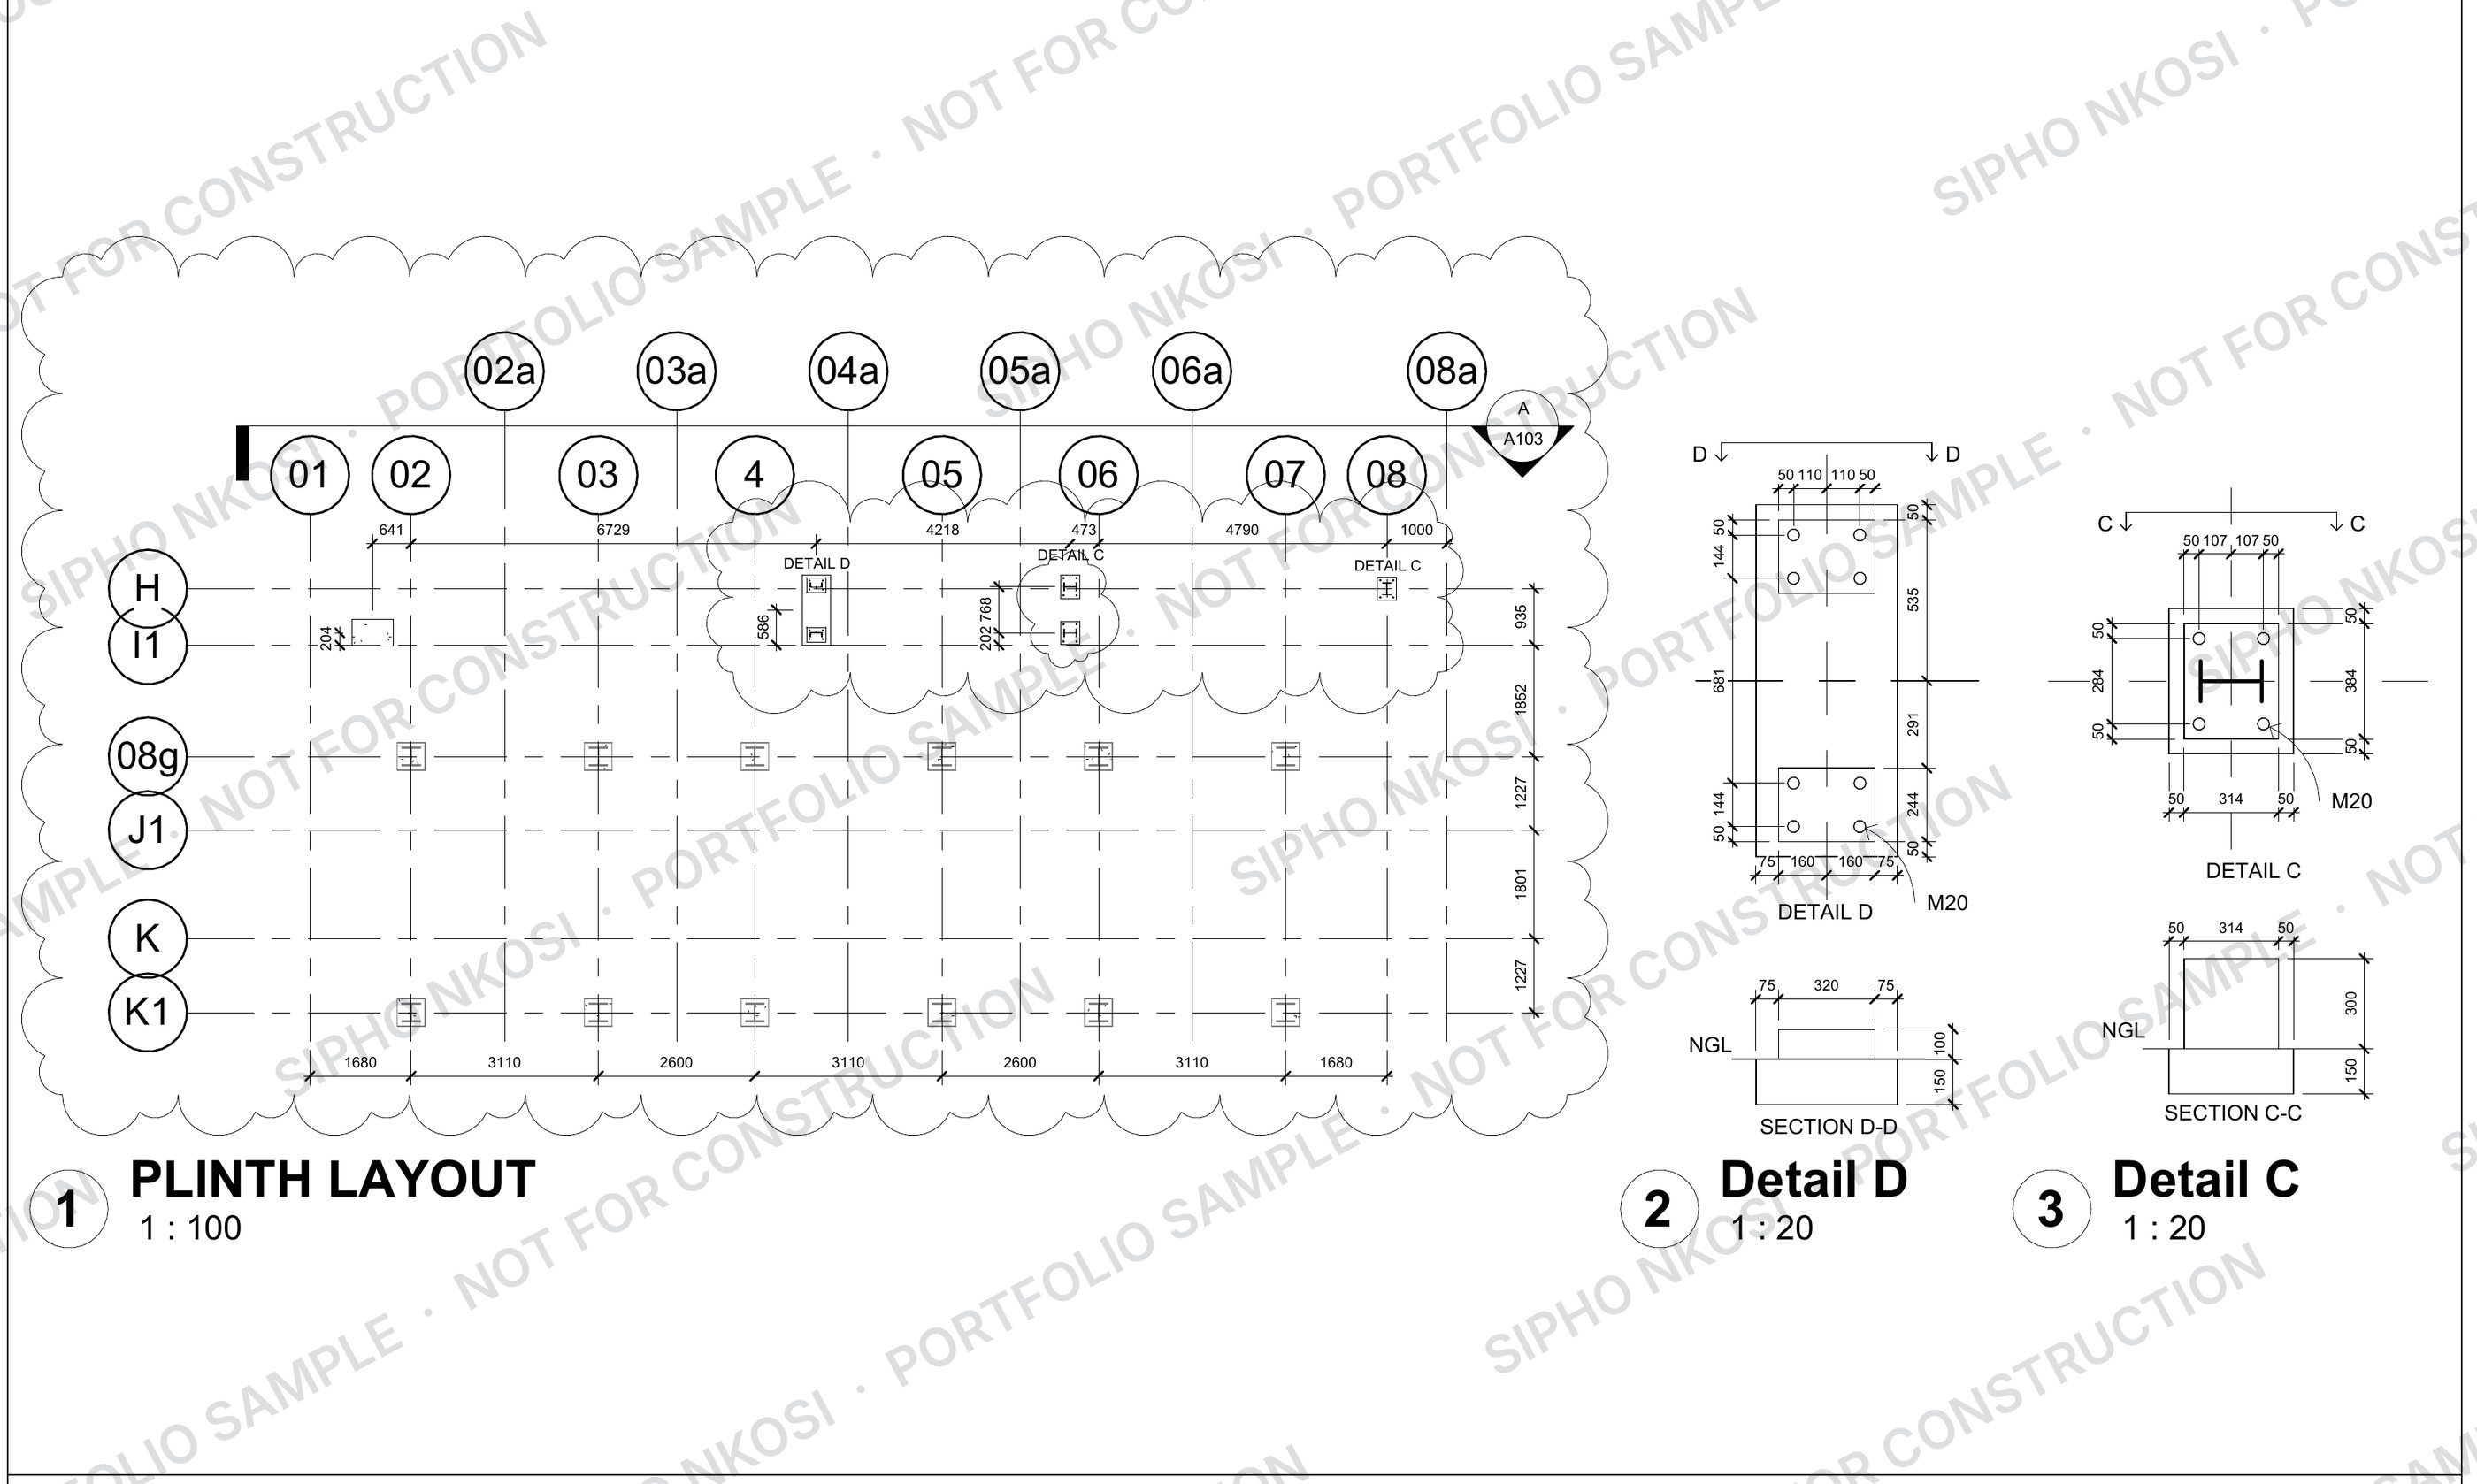 02a 03a 04a 05a 06a 08a
A
A103
01 02 03 4 05 06 07 08
641 6729 4218 473 4790 1000
DETAIL D DETAIL C DETAIL C
H
I1
08g
J1
K
K1
204
586
768
202
935
1852
1227
1801
1227
1680 3110 2600 3110 2600 3110 1680
1 PLINTH LAYOUT
1 : 100
D D
50 110 110 50
50
144
681
144
50
50
535
291
244
50
75 160 160 75
M20
DETAIL D
75 320 75
NGL
100
150
SECTION D-D
2 Detail D
1 : 20
C C
50 107 107 50
50
284
50
50
384
50
50 314 50
M20
DETAIL C
50 314 50
NGL
300
150
SECTION C-C
3 Detail C
1 : 20
SIPHO NKOSI · PORTFOLIO SAMPLE · NOT FOR CONSTRUCTION